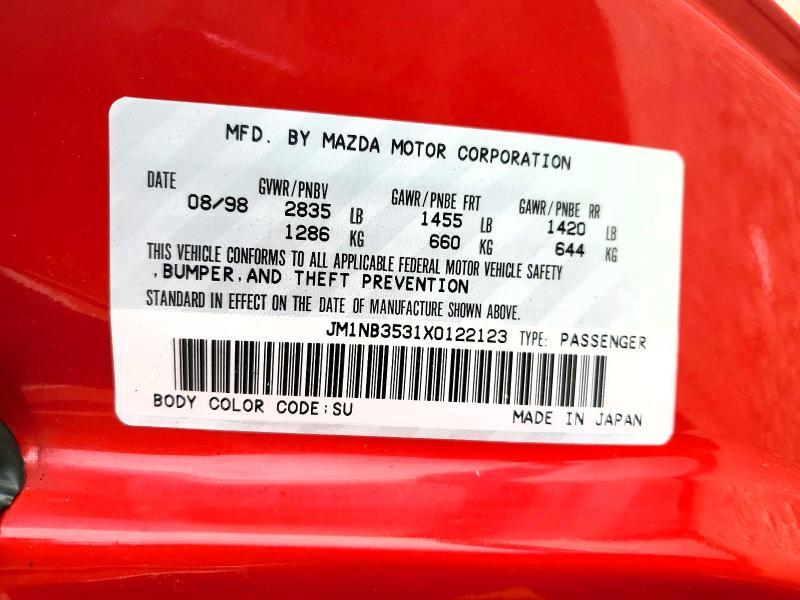 MFD. BY MAZDA MOTOR CORPORATION
DATE GVWR/PNBV GAWR/PNBE FRT GAWR/PNBE RR
08/98 2835 LB 1455 LB 1420 LB
1286 KG 660 KG 644 KG
THIS VEHICLE CONFORMS TO ALL APPLICABLE FEDERAL MOTOR VEHICLE SAFETY
,BUMPER,AND THEFT PREVENTION
STANDARD IN EFFECT ON THE DATE OF MANUFACTURE SHOWN ABOVE.
JM1NB3531X0122123 TYPE: PASSENGER
BODY COLOR CODE:SU MADE IN JAPAN